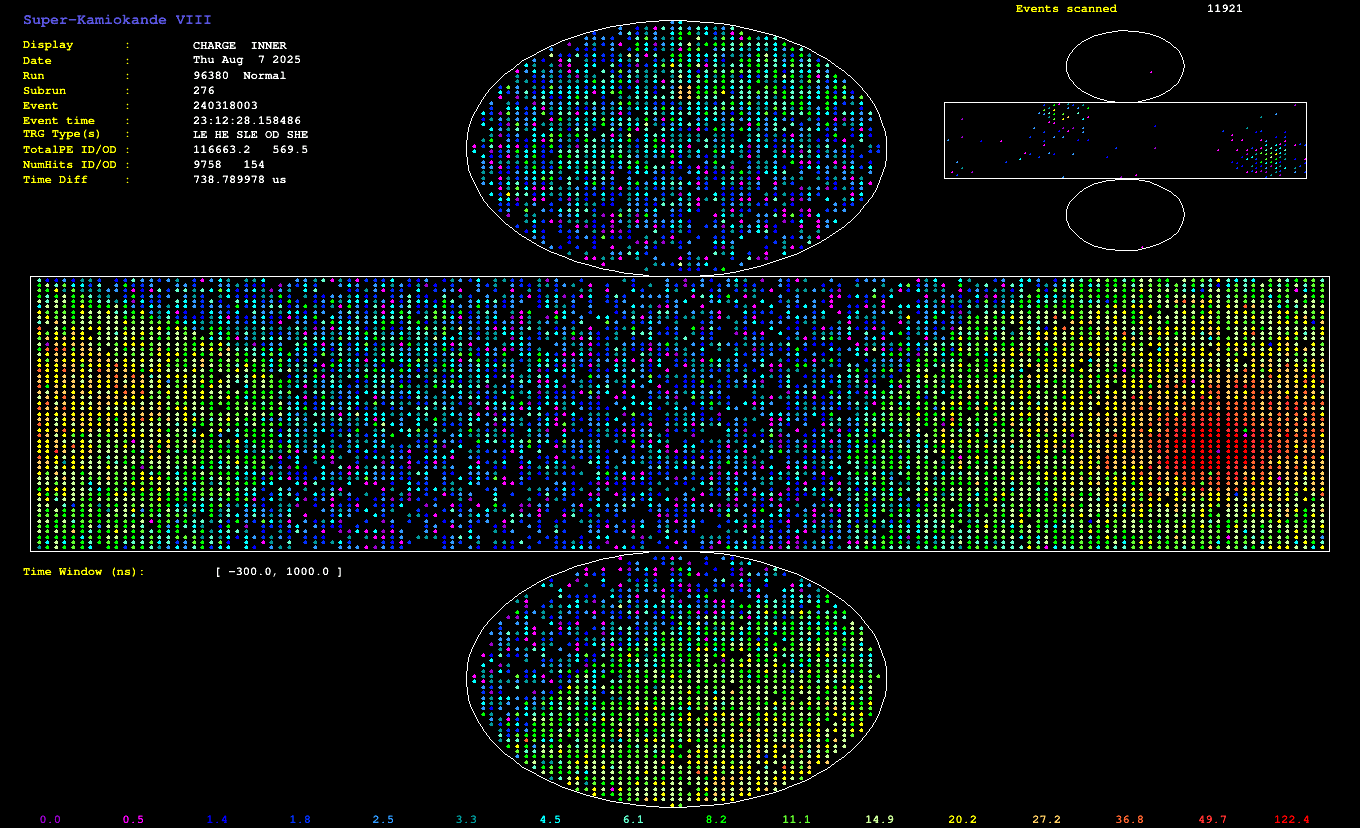 Super-Kamiokande VIII
Events scanned 11921
Display : CHARGE INNER
Date : Thu Aug 7 2025
Run : 96380 Normal
Subrun : 276
Event : 240318003
Event time : 23:12:28.158486
TRG Type(s) : LE HE SLE OD SHE
TotalPE ID/OD : 116663.2 569.5
NumHits ID/OD : 9758 154
Time Diff : 738.789978 us
Time Window (ns): [ -300.0, 1000.0 ]
0.0 0.5 1.4 1.8 2.5 3.3 4.5 6.1 8.2 11.1 14.9 20.2 27.2 36.8 49.7 122.4